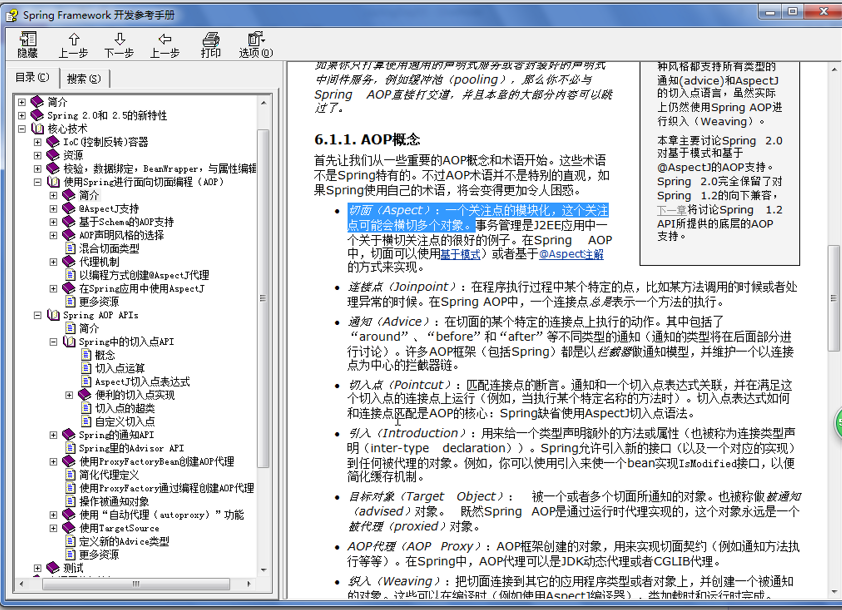 Spring Framework 开发参考手册
隐藏 上一步 下一步 上一步 打印 选项(O)
目录(C) 搜索(S)
简介
Spring 2.0和 2.5的新特性
核心技术
IoC(控制反转)容器
资源
校验，数据绑定，BeanWrapper，与属性编辑
使用Spring进行面向切面编程（AOP）
简介
@AspectJ支持
基于Schema的AOP支持
AOP声明风格的选择
混合切面类型
代理机制
以编程方式创建@AspectJ代理
在Spring应用中使用AspectJ
更多资源
Spring AOP APIs
简介
Spring中的切入点API
概念
切入点运算
AspectJ切入点表达式
便利的切入点实现
切入点的超类
自定义切入点
Spring的通知API
Spring里的Advisor API
使用ProxyFactoryBean创建AOP代理
简化代理定义
使用ProxyFactory通过编程创建AOP代理
操作被通知对象
使用“自动代理（autoproxy）”功能
使用TargetSource
定义新的Advice类型
更多资源
测试
如果你只打算使用通用的声明式服务或者封装好的声明式
中间件服务，例如缓冲池（pooling），那么你不必与
Spring AOP直接打交道，并且本章的大部分内容可以跳
过了。
种风格都支持所有类型的
通知(advice)和AspectJ
的切入点语言，虽然实际
上仍然使用Spring AOP进
行织入（Weaving）。
本章主要讨论Spring 2.0
对基于模式和基于
@AspectJ的AOP支持。
Spring 2.0完全保留了对
Spring 1.2的向下兼容，
下一章将讨论Spring 1.2
API所提供的底层的AOP
支持。
6.1.1. AOP概念
首先让我们从一些重要的AOP概念和术语开始。这些术语
不是Spring特有的。不过AOP术语并不是特别的直观，如
果Spring使用自己的术语，将会变得更加令人困惑。
• 切面（Aspect）：一个关注点的模块化，这个关注
点可能会横切多个对象。事务管理是J2EE应用中一
个关于横切关注点的很好的例子。在Spring AOP
中，切面可以使用基于模式）或者基于@Aspect注解
的方式来实现。
• 连接点（Joinpoint）：在程序执行过程中某个特定的点，比如某方法调用的时候或者处
理异常的时候。在Spring AOP中，一个连接点总是表示一个方法的执行。
• 通知（Advice）：在切面的某个特定的连接点上执行的动作。其中包括了
“around”、“before”和“after”等不同类型的通知（通知的类型将在后面部分进
行讨论）。许多AOP框架（包括Spring）都是以拦截器做通知模型，并维护一个以连接
点为中心的拦截器链。
• 切入点（Pointcut）：匹配连接点的断言。通知和一个切入点表达式关联，并在满足这
个切入点的连接点上运行（例如，当执行某个特定名称的方法时）。切入点表达式如何
和连接点匹配是AOP的核心：Spring缺省使用AspectJ切入点语法。
• 引入（Introduction）：用来给一个类型声明额外的方法或属性（也被称为连接类型声
明（inter-type declaration））。Spring允许引入新的接口（以及一个对应的实现）
到任何被代理的对象。例如，你可以使用引入来使一个bean实现IsModified接口，以便
简化缓存机制。
• 目标对象（Target Object）： 被一个或者多个切面所通知的对象。也被称做被通知
（advised）对象。 既然Spring AOP是通过运行时代理实现的，这个对象永远是一个
被代理（proxied）对象。
• AOP代理（AOP Proxy）：AOP框架创建的对象，用来实现切面契约（例如通知方法执
行等等）。在Spring中，AOP代理可以是JDK动态代理或者CGLIB代理。
• 织入（Weaving）：把切面连接到其它的应用程序类型或者对象上，并创建一个被通知
的对象。这些可以在编译时（例如使用AspectJ编译器），类加载时和运行时完成。